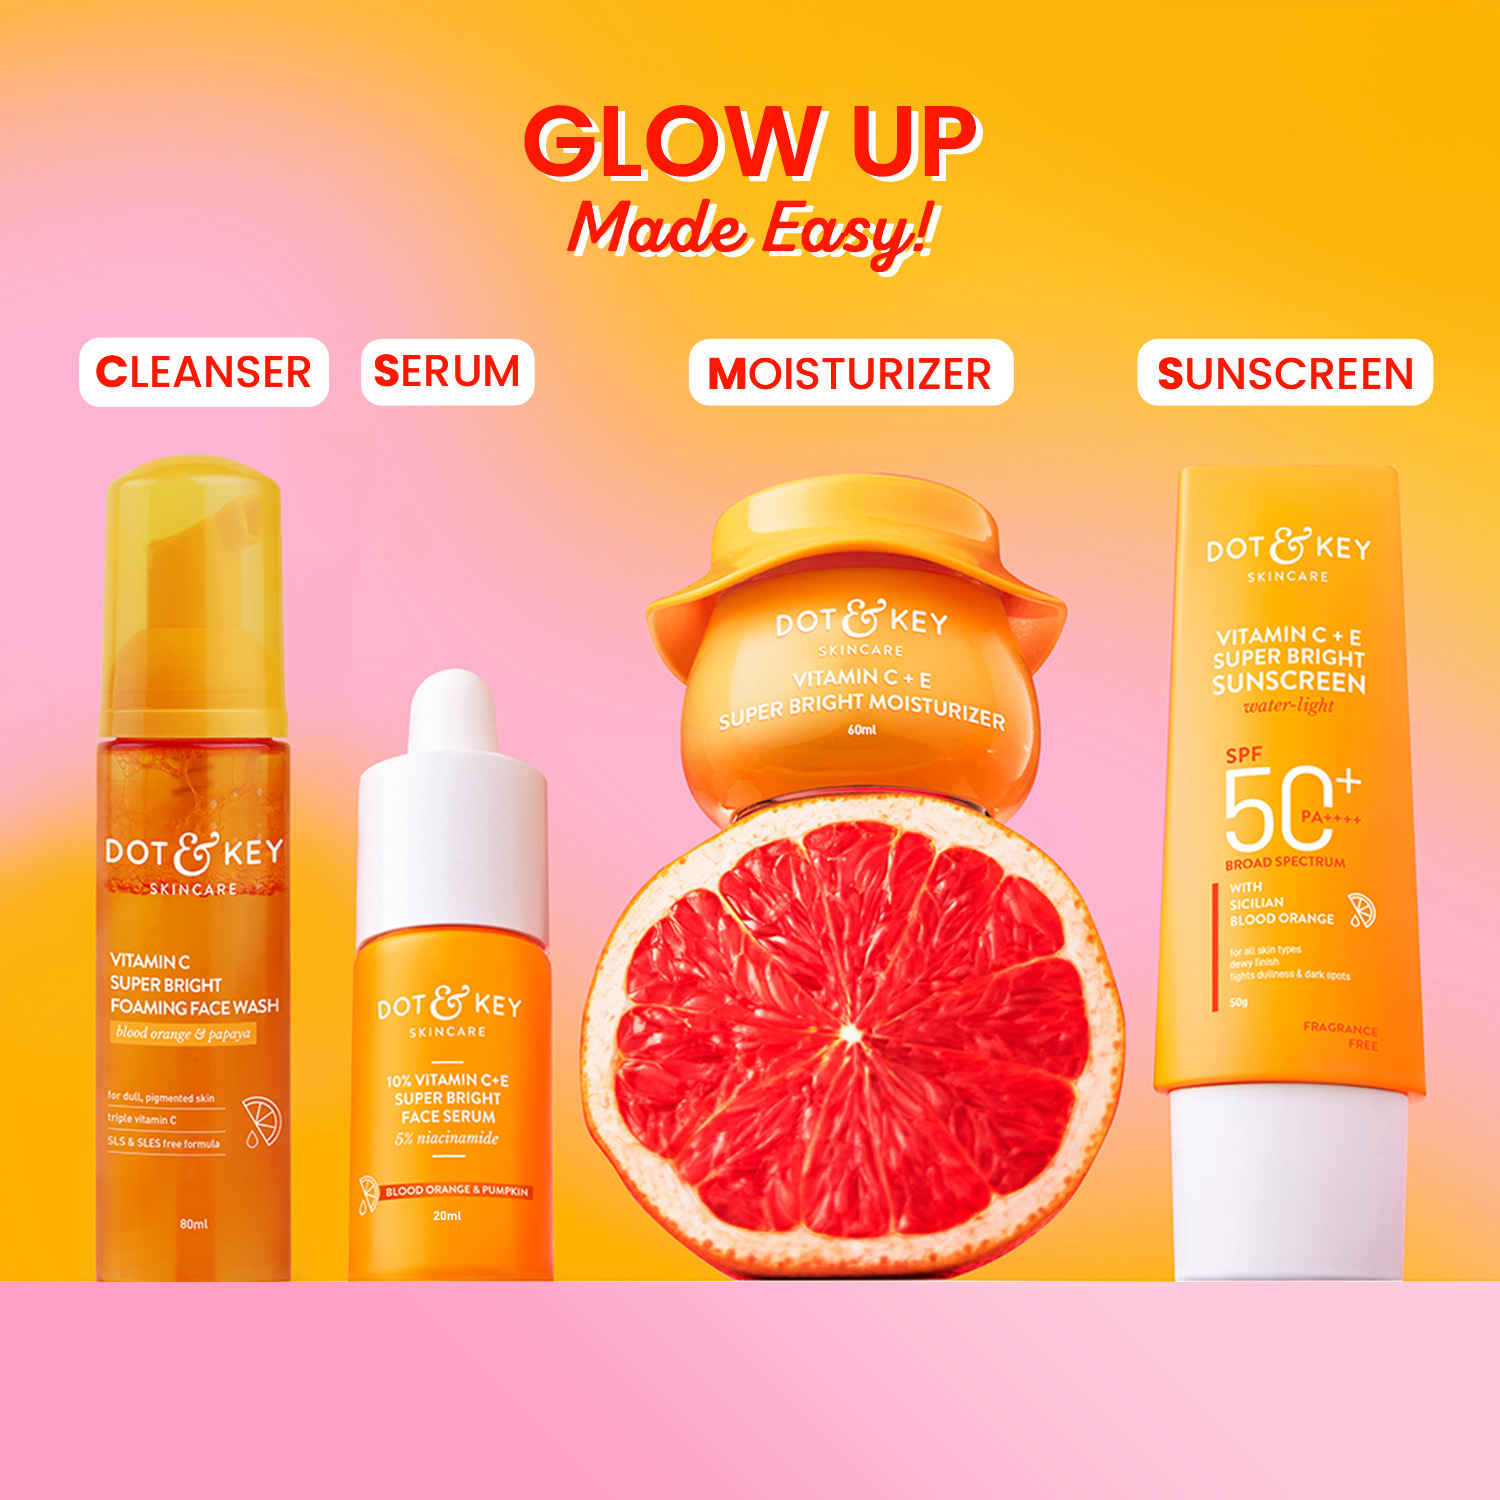 GLOW UP
Made Easy!
CLEANSER
SERUM
MOISTURIZER
SUNSCREEN
DOT & KEY
SKINCARE
VITAMIN C
SUPER BRIGHT
FOAMING FACE WASH
blood orange & papaya
for dull, pigmented skin
triple vitamin C
SLS & SLES free formula
80ml
DOT & KEY
SKINCARE
10% VITAMIN C+E
SUPER BRIGHT
FACE SERUM
5% niacinamide
BLOOD ORANGE & PUMPKIN
20ml
DOT & KEY
SKINCARE
VITAMIN C + E
SUPER BRIGHT MOISTURIZER
60ml
DOT & KEY
SKINCARE
VITAMIN C + E
SUPER BRIGHT
SUNSCREEN
water-light
SPF
50+
PA++++
BROAD SPECTRUM
WITH
SICILIAN
BLOOD ORANGE
for all skin types
dewy finish
fights dullness & dark spots
50g
FRAGRANCE
FREE